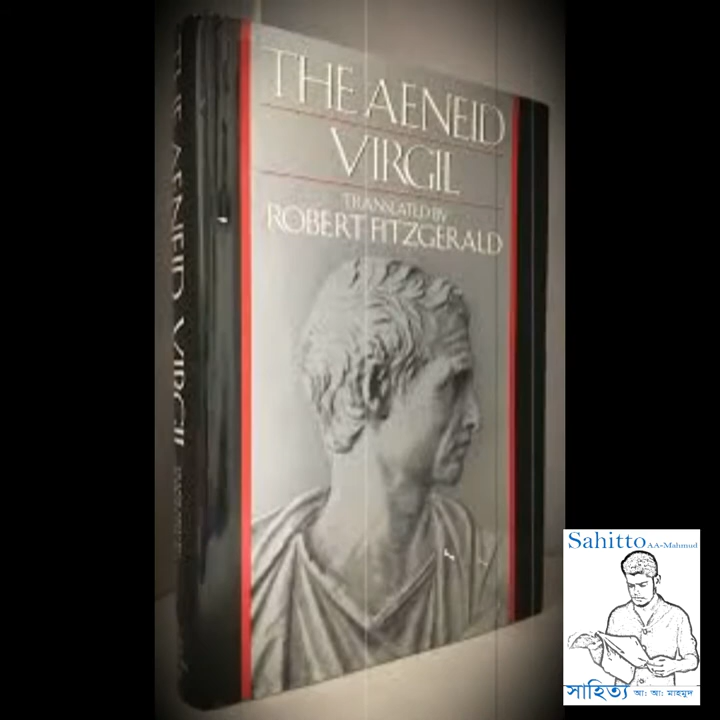 THE AENEID
VIRGIL
TRANSLATED BY
ROBERT FITZGERALD
THE AENEID VIRGIL
Sahitto AA-Mahmud
সাহিত্য আঃ আঃ মাহমুদ